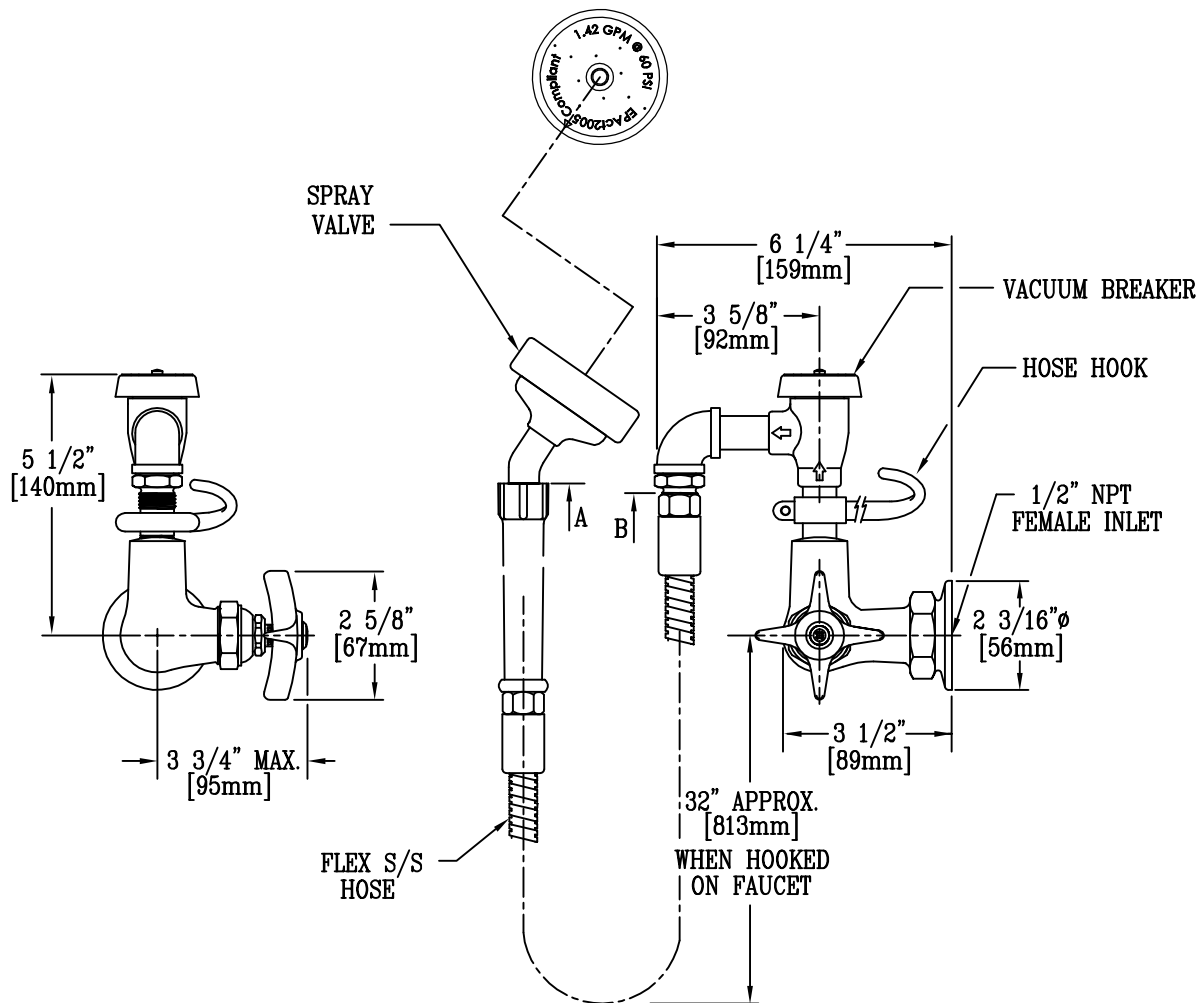 1.42 GPM @ 60 PSI
EPAct2005 Compliant
SPRAY
VALVE
6 1/4"
[159mm]
3 5/8"
[92mm]
VACUUM BREAKER
HOSE HOOK
5 1/2"
[140mm]
A
B
1/2" NPT
FEMALE INLET
2 5/8"
[67mm]
2 3/16"ø
[56mm]
3 3/4" MAX.
[95mm]
3 1/2"
[89mm]
32" APPROX.
[813mm]
WHEN HOOKED
ON FAUCET
FLEX S/S
HOSE